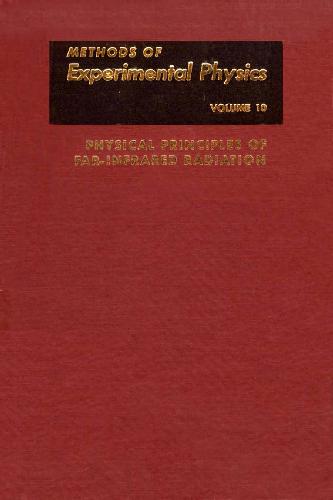 METHODS OF
Experimental Physics
VOLUME 10
PHYSICAL PRINCIPLES OF
FAR-INFRARED RADIATION